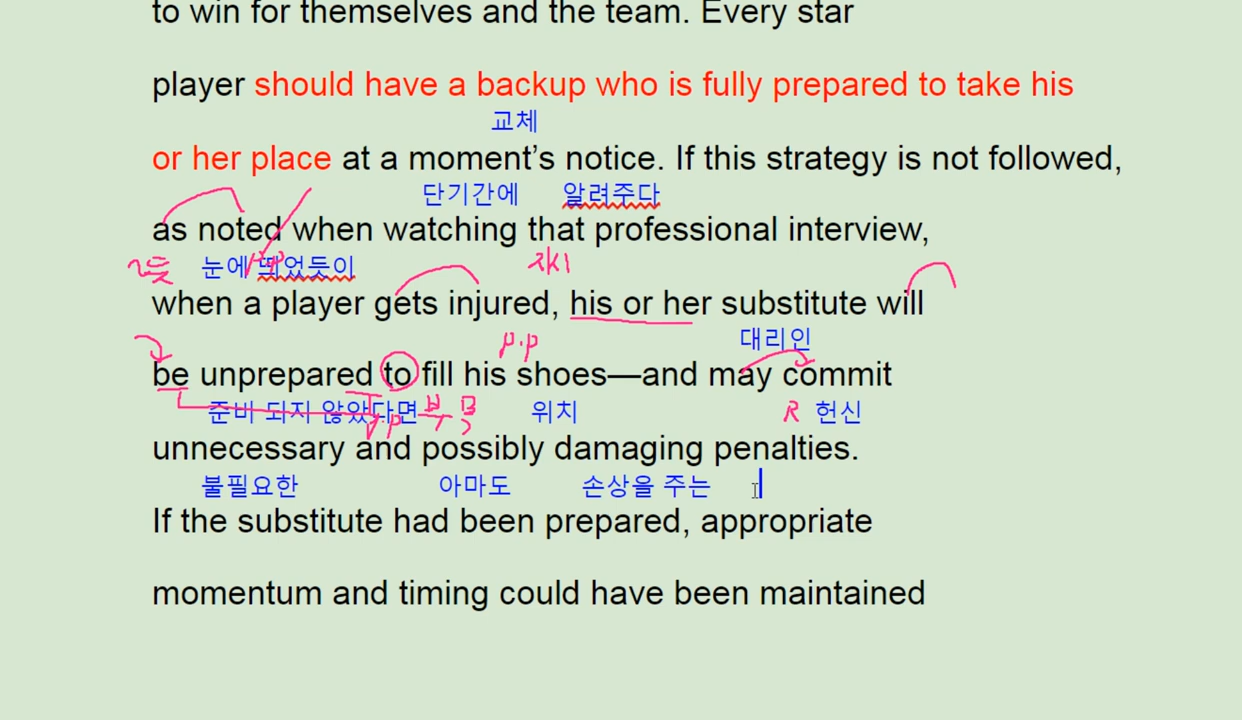 to win for themselves and the team. Every star
player should have a backup who is fully prepared to take his
교체
or her place at a moment’s notice. If this strategy is not followed,
단기간에 알려주다
as noted when watching that professional interview,
눈에 띄었듯이
when a player gets injured, his or her substitute will
p.p 대리인
be unprepared to fill his shoes—and may commit
준비 되지 않았다면 위치 R 헌신
unnecessary and possibly damaging penalties.
불필요한 아마도 손상을 주는
If the substitute had been prepared, appropriate
momentum and timing could have been maintained